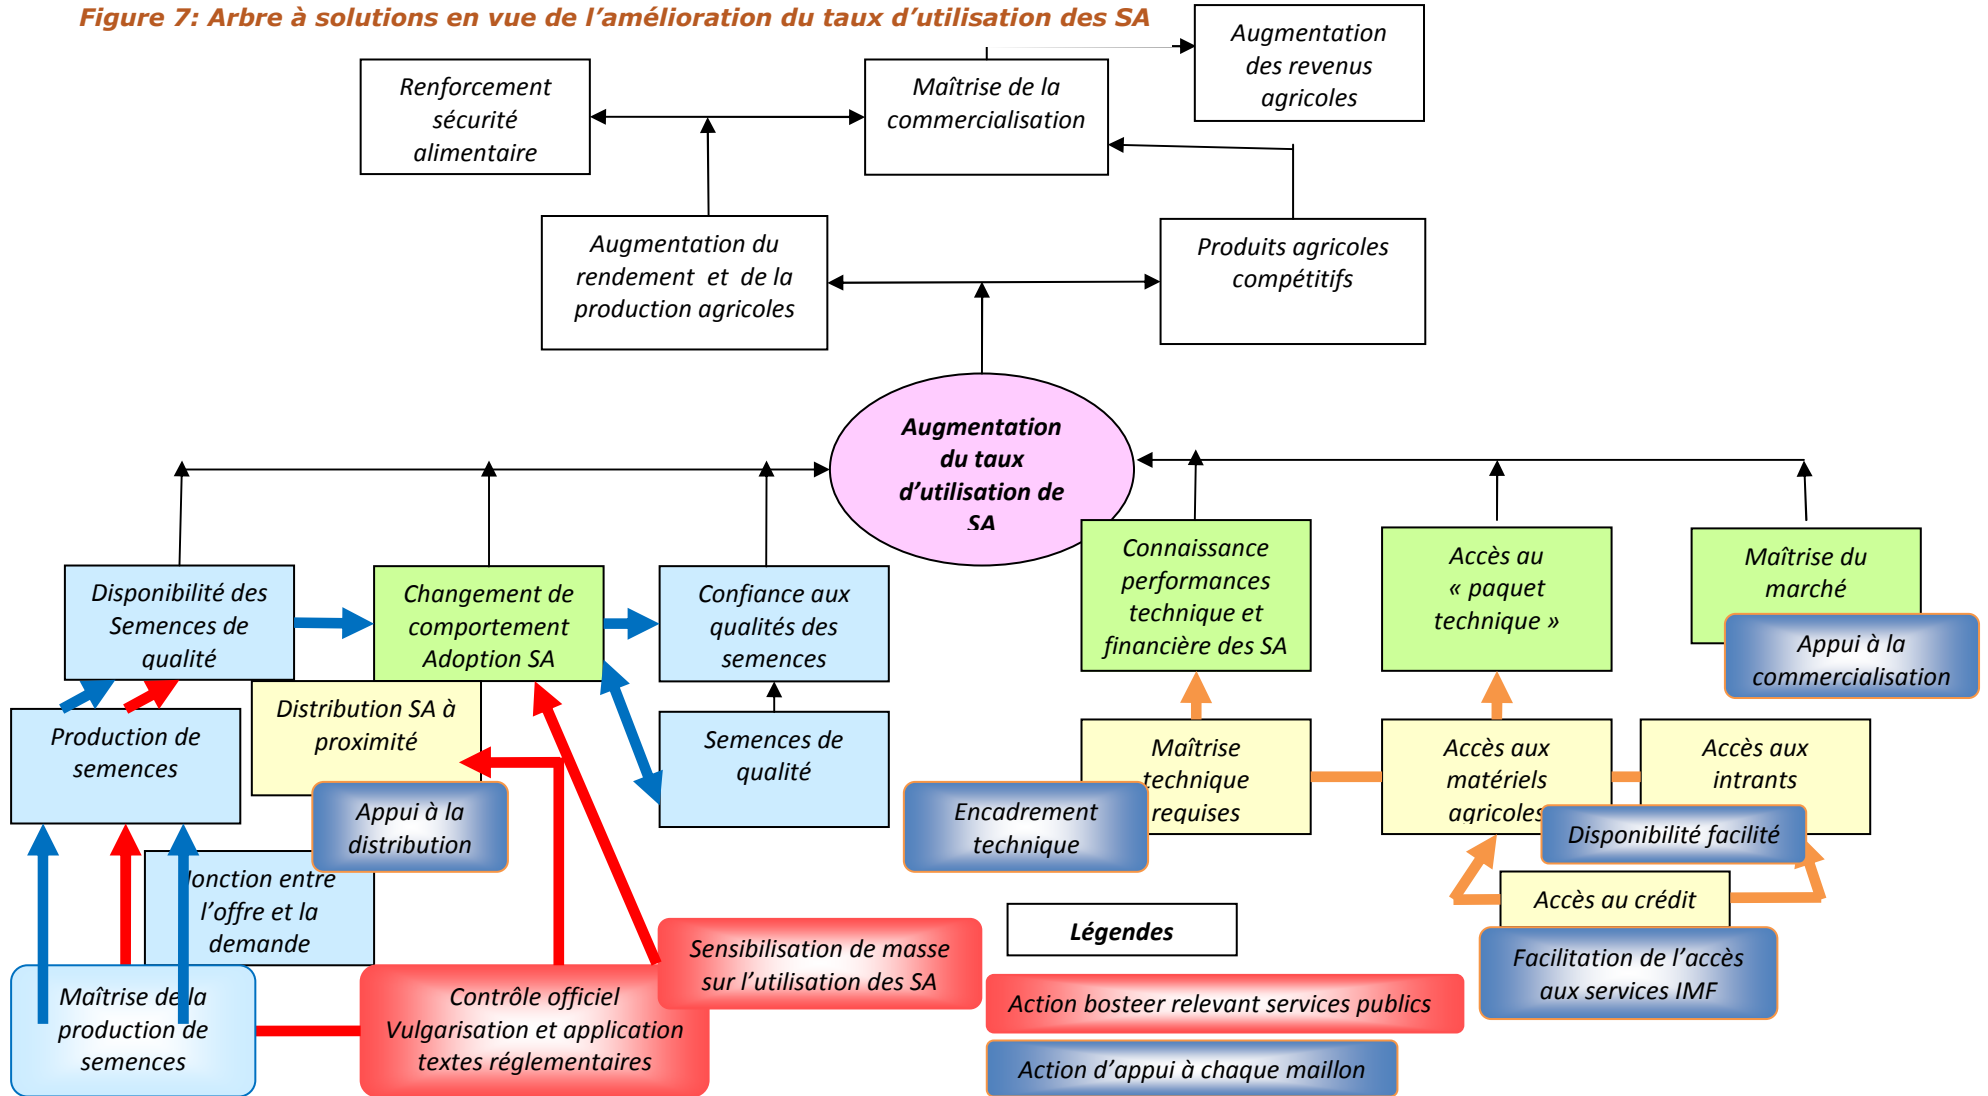 Figure 7: Arbre à solutions en vue de l'amélioration du taux d'utilisation des SA
Augmentation
des revenus
agricoles
Renforcement
sécurité
alimentaire
Maîtrise de la
commercialisation
Augmentation du
rendement et de la
production agricoles
Produits agricoles
compétitifs
Augmentation
du taux
d'utilisation de
SA
Disponibilité des
Semences de
qualité
Changement de
comportement
Adoption SA
Confiance aux
qualités des
semences
Connaissance
performances
technique et
financière des SA
Accès au
« paquet
technique »
Maîtrise du
marché
Appui à la
commercialisation
Production de
semences
Distribution SA à
proximité
Appui à la
distribution
Semences de
qualité
Maîtrise
technique
requises
Encadrement
technique
Accès aux
matériels
agricoles
Accès aux
intrants
Disponibilité facilité
Jonction entre
l'offre et la
demande
Accès au crédit
Facilitation de l'accès
aux services IMF
Maîtrise de la
production de
semences
Contrôle officiel
Vulgarisation et application
textes réglementaires
Sensibilisation de masse
sur l'utilisation des SA
Légendes
Action bosteer relevant services publics
Action d'appui à chaque maillon